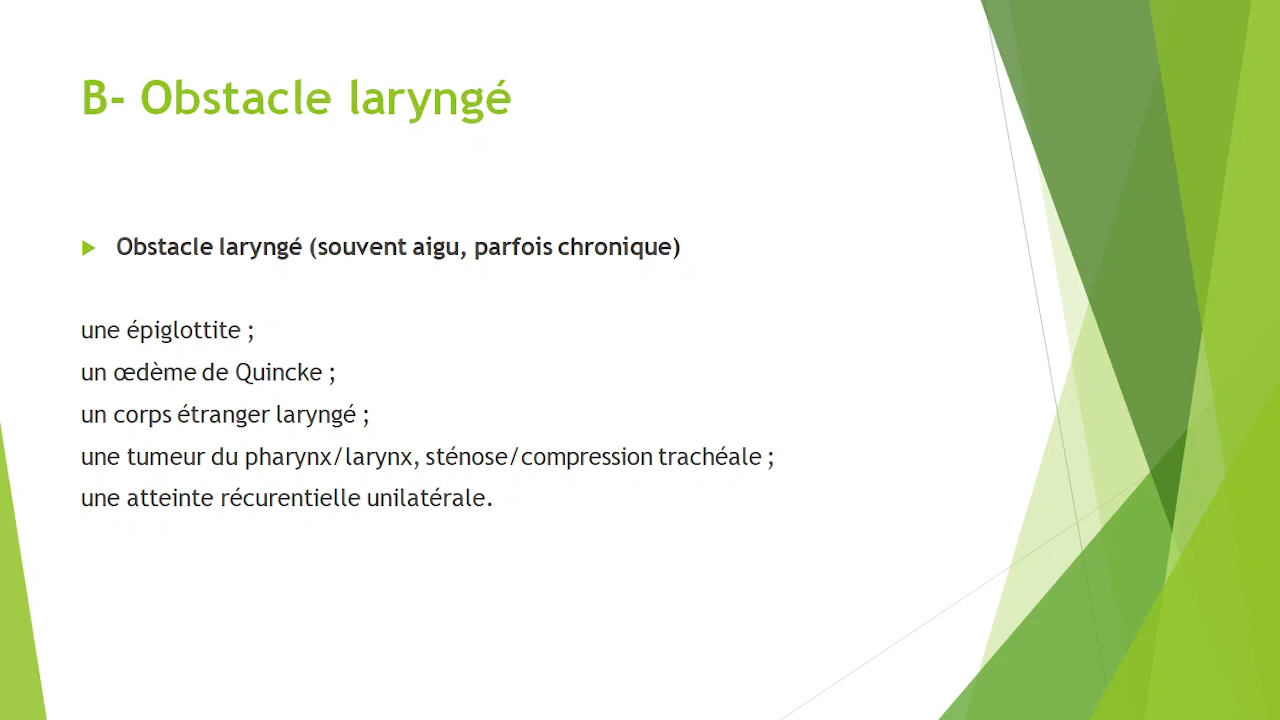 B- Obstacle laryngé
Obstacle laryngé (souvent aigu, parfois chronique)
une épiglottite ;
un œdème de Quincke ;
un corps étranger laryngé ;
une tumeur du pharynx/larynx, sténose/compression trachéale ;
une atteinte récurentielle unilatérale.